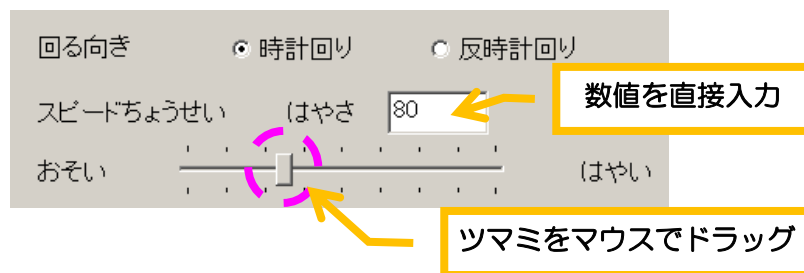 回る向き 時計回り 反時計回り
数値を直接入力
スピードちょうせい はやさ 80
おそい はやい
ツマミをマウスでドラッグ